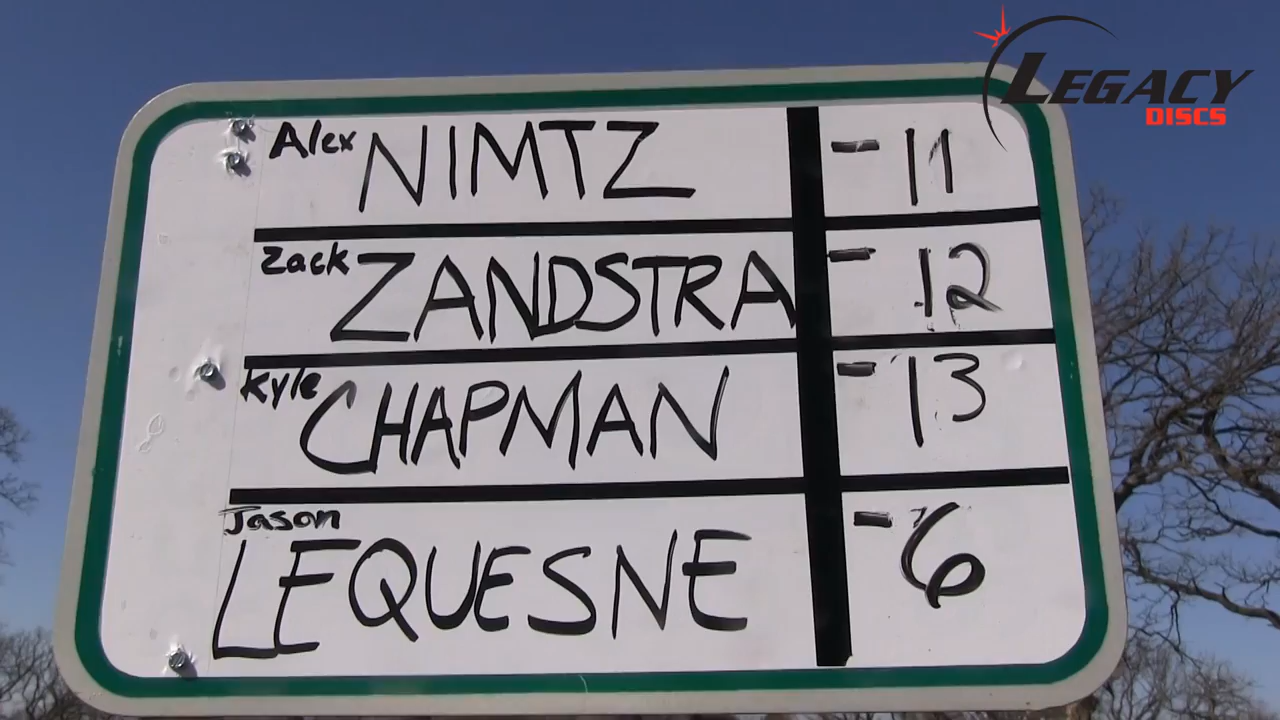 LEGACY
DISCS
Alex NIMTZ - 11
Zack ZANDSTRA - 12
Kyle CHAPMAN - 13
Jason LEQUESNE - 6